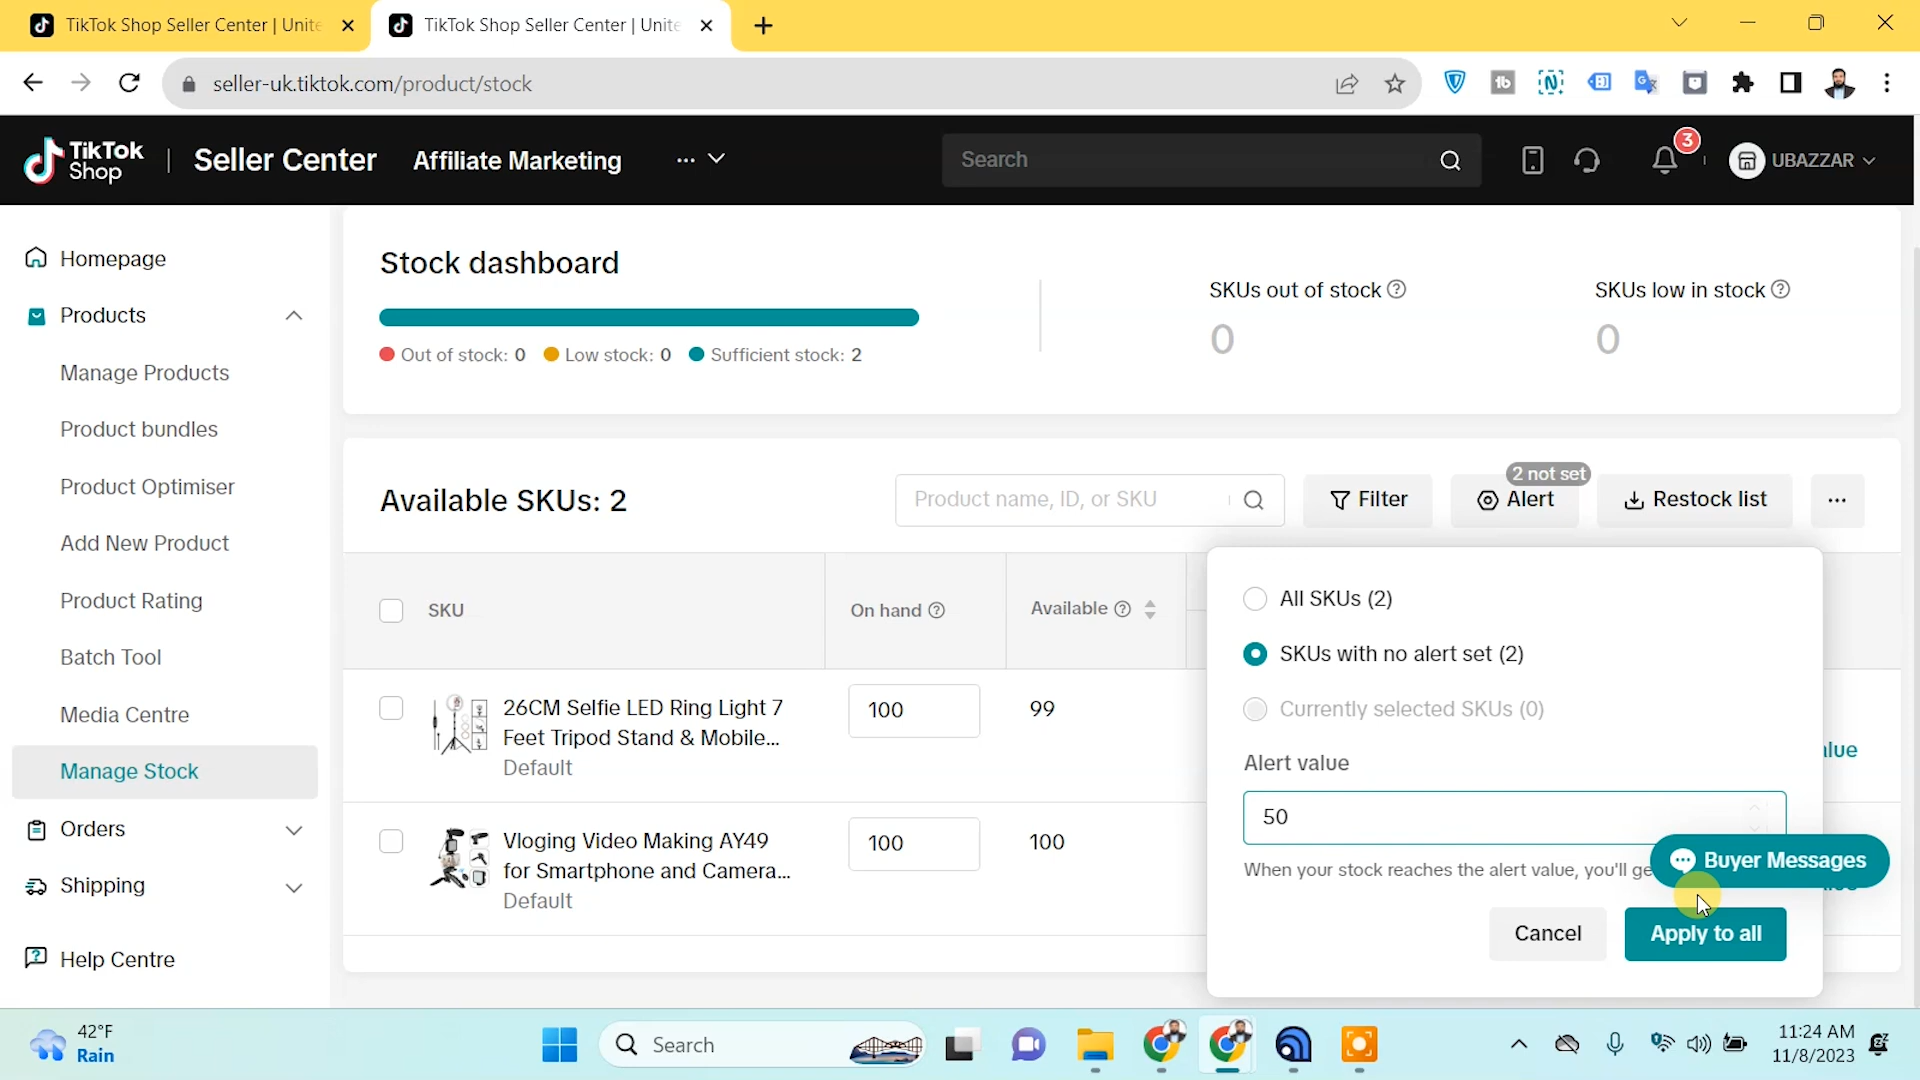 TikTok Shop Seller Center | Unite
TikTok Shop Seller Center | Unite
seller-uk.tiktok.com/product/stock
TikTok Shop
Seller Center
Affiliate Marketing
Search
3
UBAZZAR
Homepage
Products
Manage Products
Product bundles
Product Optimiser
Add New Product
Product Rating
Batch Tool
Media Centre
Manage Stock
Orders
Shipping
Help Centre
Stock dashboard
Out of stock: 0 Low stock: 0 Sufficient stock: 2
SKUs out of stock
0
SKUs low in stock
0
Available SKUs: 2
Product name, ID, or SKU
Filter
2 not set
Alert
Restock list
SKU
On hand
Available
26CM Selfie LED Ring Light 7
Feet Tripod Stand & Mobile...
Default
100
99
Vloging Video Making AY49
for Smartphone and Camera...
Default
100
100
All SKUs (2)
SKUs with no alert set (2)
Currently selected SKUs (0)
Alert value
50
When your stock reaches the alert value, you'll ge
Buyer Messages
Cancel
Apply to all
42°F
Rain
Search
11:24 AM
11/8/2023